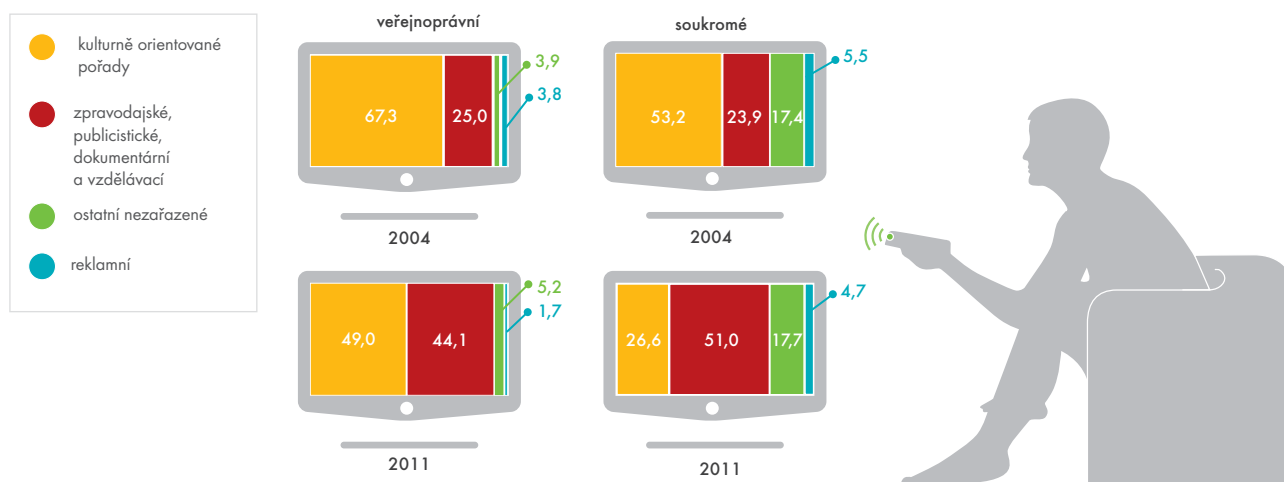 kulturně orientované
pořady
zpravodajské,
publicistické,
dokumentární
a vzdělávací
ostatní nezařazené
reklamní
veřejnoprávní
67,3
25,0
3,9
3,8
2004
soukromé
53,2
23,9
17,4
5,5
2004
49,0
44,1
5,2
1,7
2011
26,6
51,0
17,7
4,7
2011